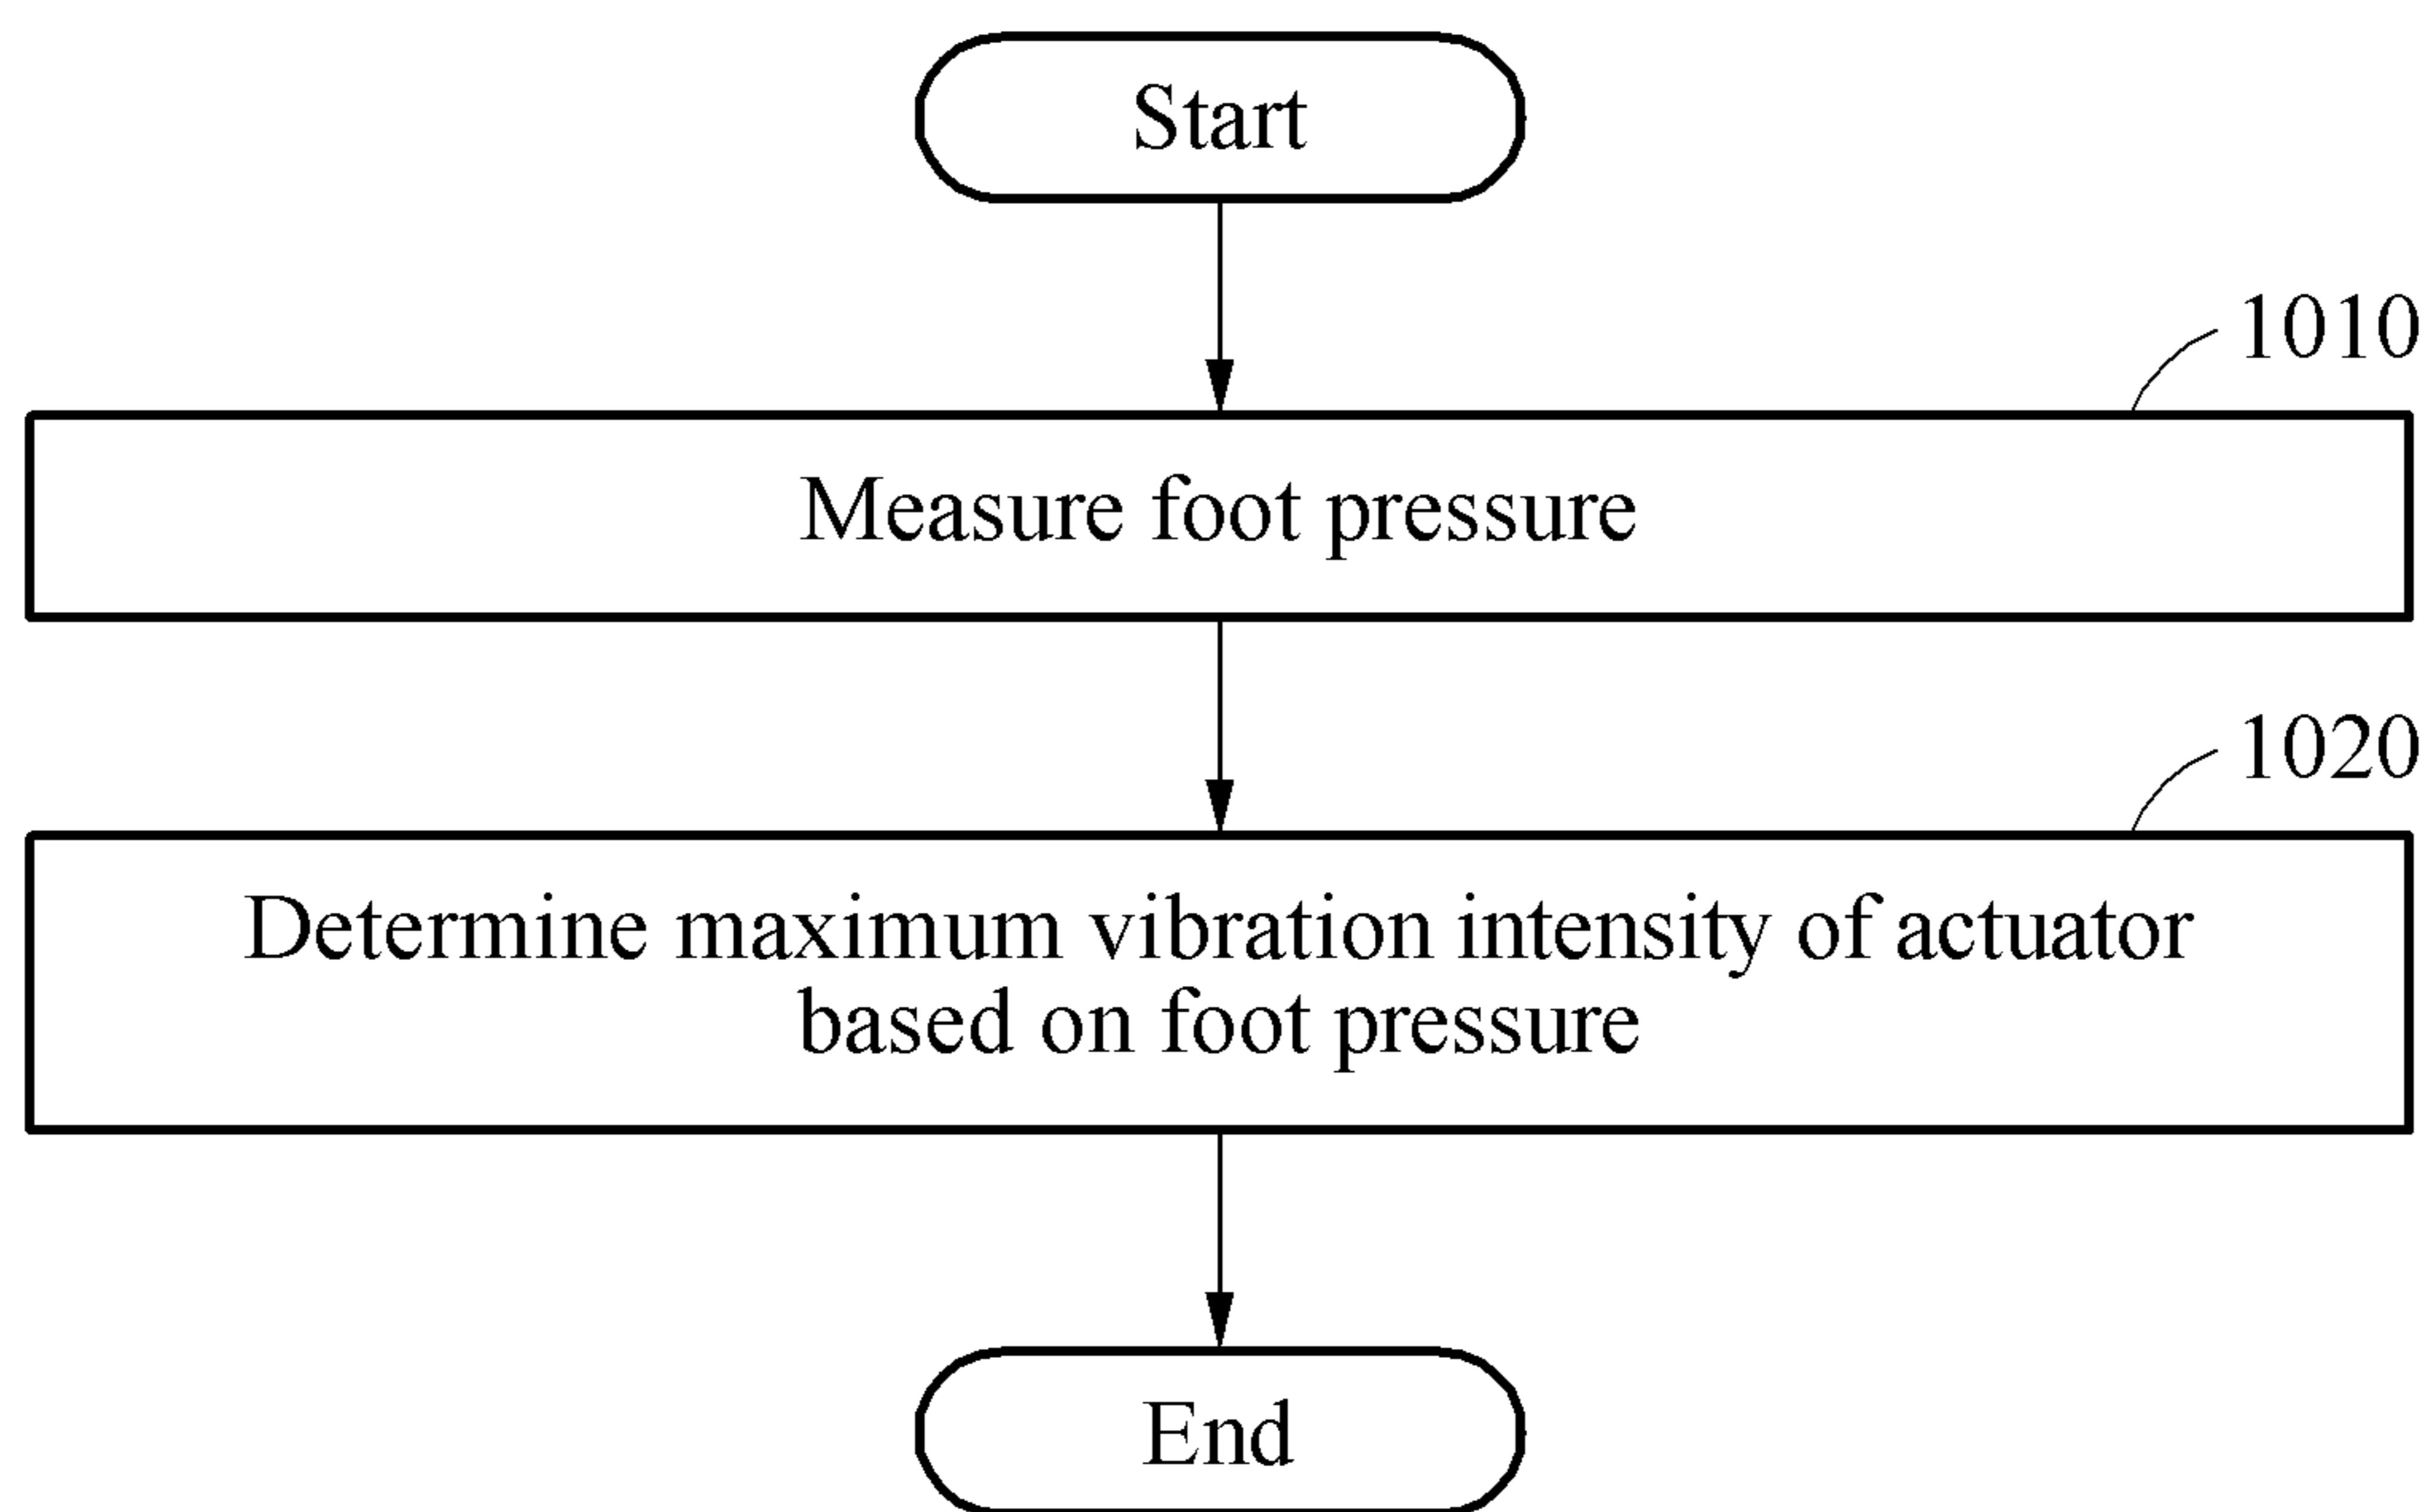 Start
1010
Measure foot pressure
1020
Determine maximum vibration intensity of actuator
based on foot pressure
End